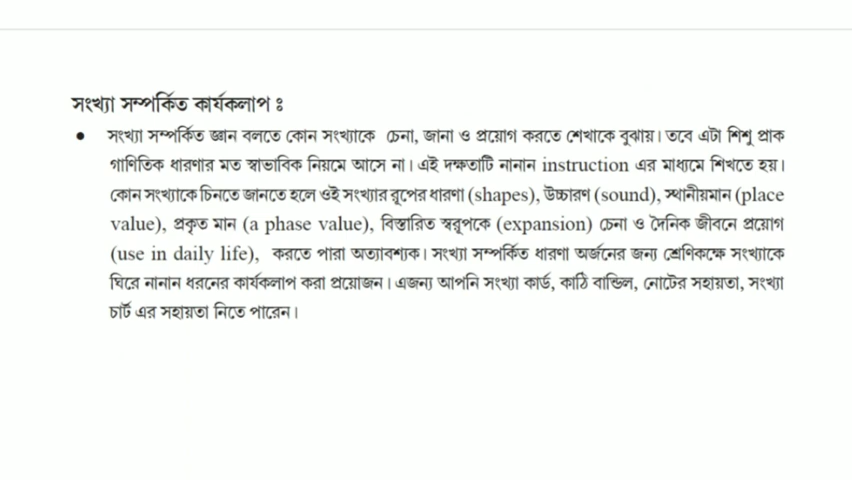 সংখ্যা সম্পর্কিত কার্যকলাপ ঃ
● সংখ্যা সম্পর্কিত জ্ঞান বলতে কোন সংখ্যাকে চেনা, জানা ও প্রয়োগ করতে শেখাকে বুঝায়। তবে এটা শিশু প্রাক
গাণিতিক ধারণার মত স্বাভাবিক নিয়মে আসে না। এই দক্ষতাটি নানান instruction এর মাধ্যমে শিখতে হয়।
কোন সংখ্যাকে চিনতে জানতে হলে ওই সংখ্যার রূপের ধারণা (shapes), উচ্চারণ (sound), স্থানীয়মান (place
value), প্রকৃত মান (a phase value), বিস্তারিত স্বরূপকে (expansion) চেনা ও দৈনিক জীবনে প্রয়োগ
(use in daily life), করতে পারা অত্যাবশ্যক। সংখ্যা সম্পর্কিত ধারণা অর্জনের জন্য শ্রেণিকক্ষে সংখ্যাকে
ঘিরে নানান ধরনের কার্যকলাপ করা প্রয়োজন। এজন্য আপনি সংখ্যা কার্ড, কাঠি বান্ডিল, নোটের সহায়তা, সংখ্যা
চার্ট এর সহায়তা নিতে পারেন।